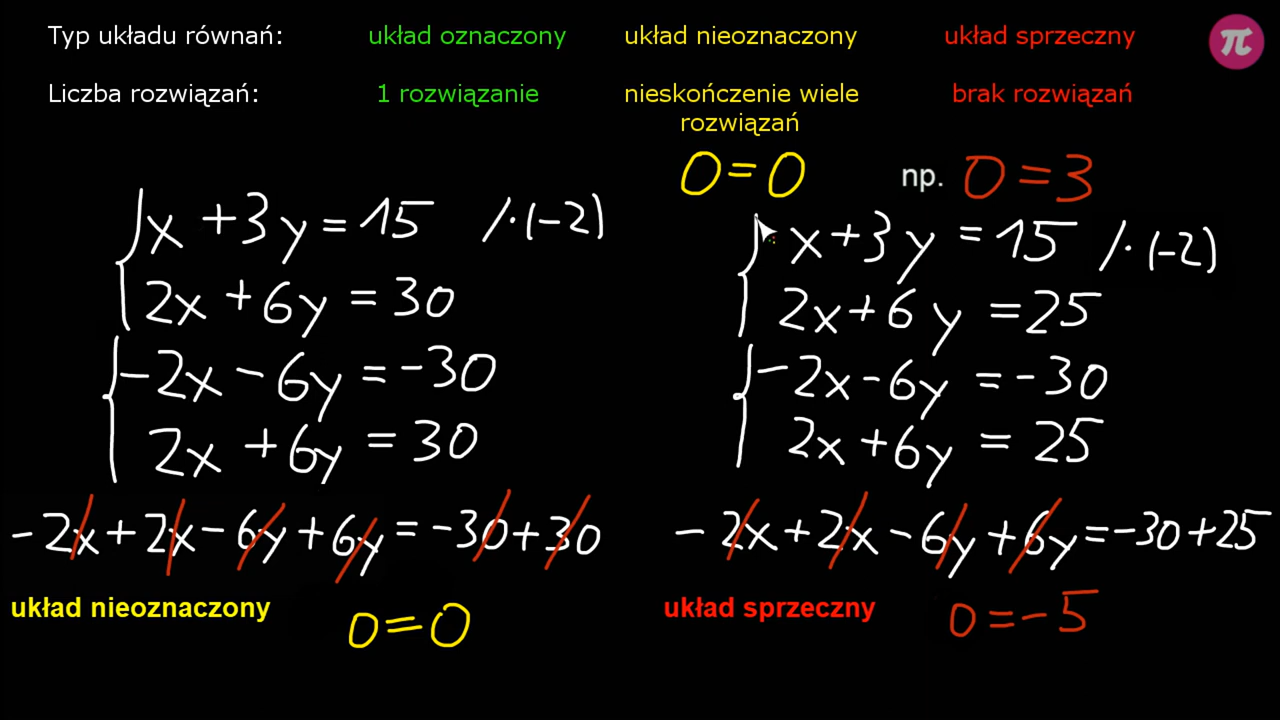 Typ układu równań: układ oznaczony układ nieoznaczony układ sprzeczny
Liczba rozwiązań: 1 rozwiązanie nieskończenie wiele rozwiązań brak rozwiązań
0=0 np. 0=3
x+3y=15 /·(-2)
2x+6y=30
-2x-6y=-30
2x+6y=30
-2x+2x-6y+6y=-30+30
układ nieoznaczony 0=0
x+3y=15 /·(-2)
2x+6y=25
-2x-6y=-30
2x+6y=25
-2x+2x-6y+6y=-30+25
układ sprzeczny 0=-5
π